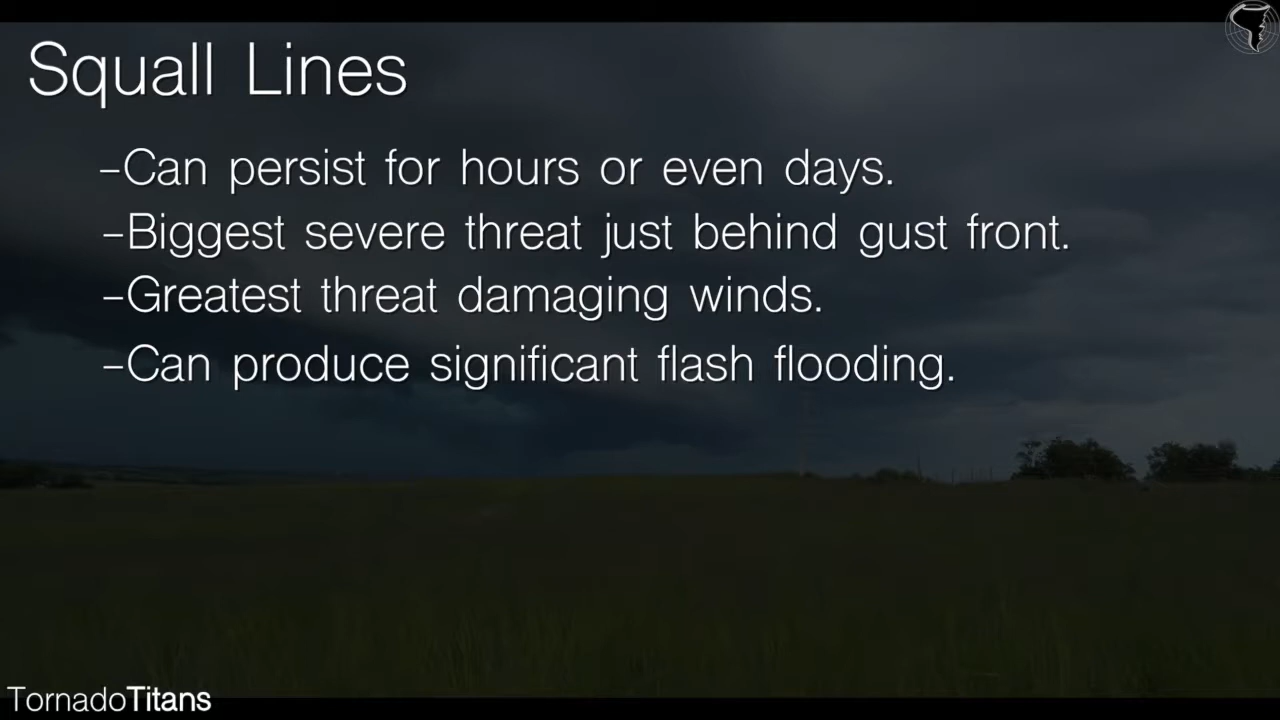 Squall Lines
-Can persist for hours or even days.
-Biggest severe threat just behind gust front.
-Greatest threat damaging winds.
-Can produce significant flash flooding.
TornadoTitans